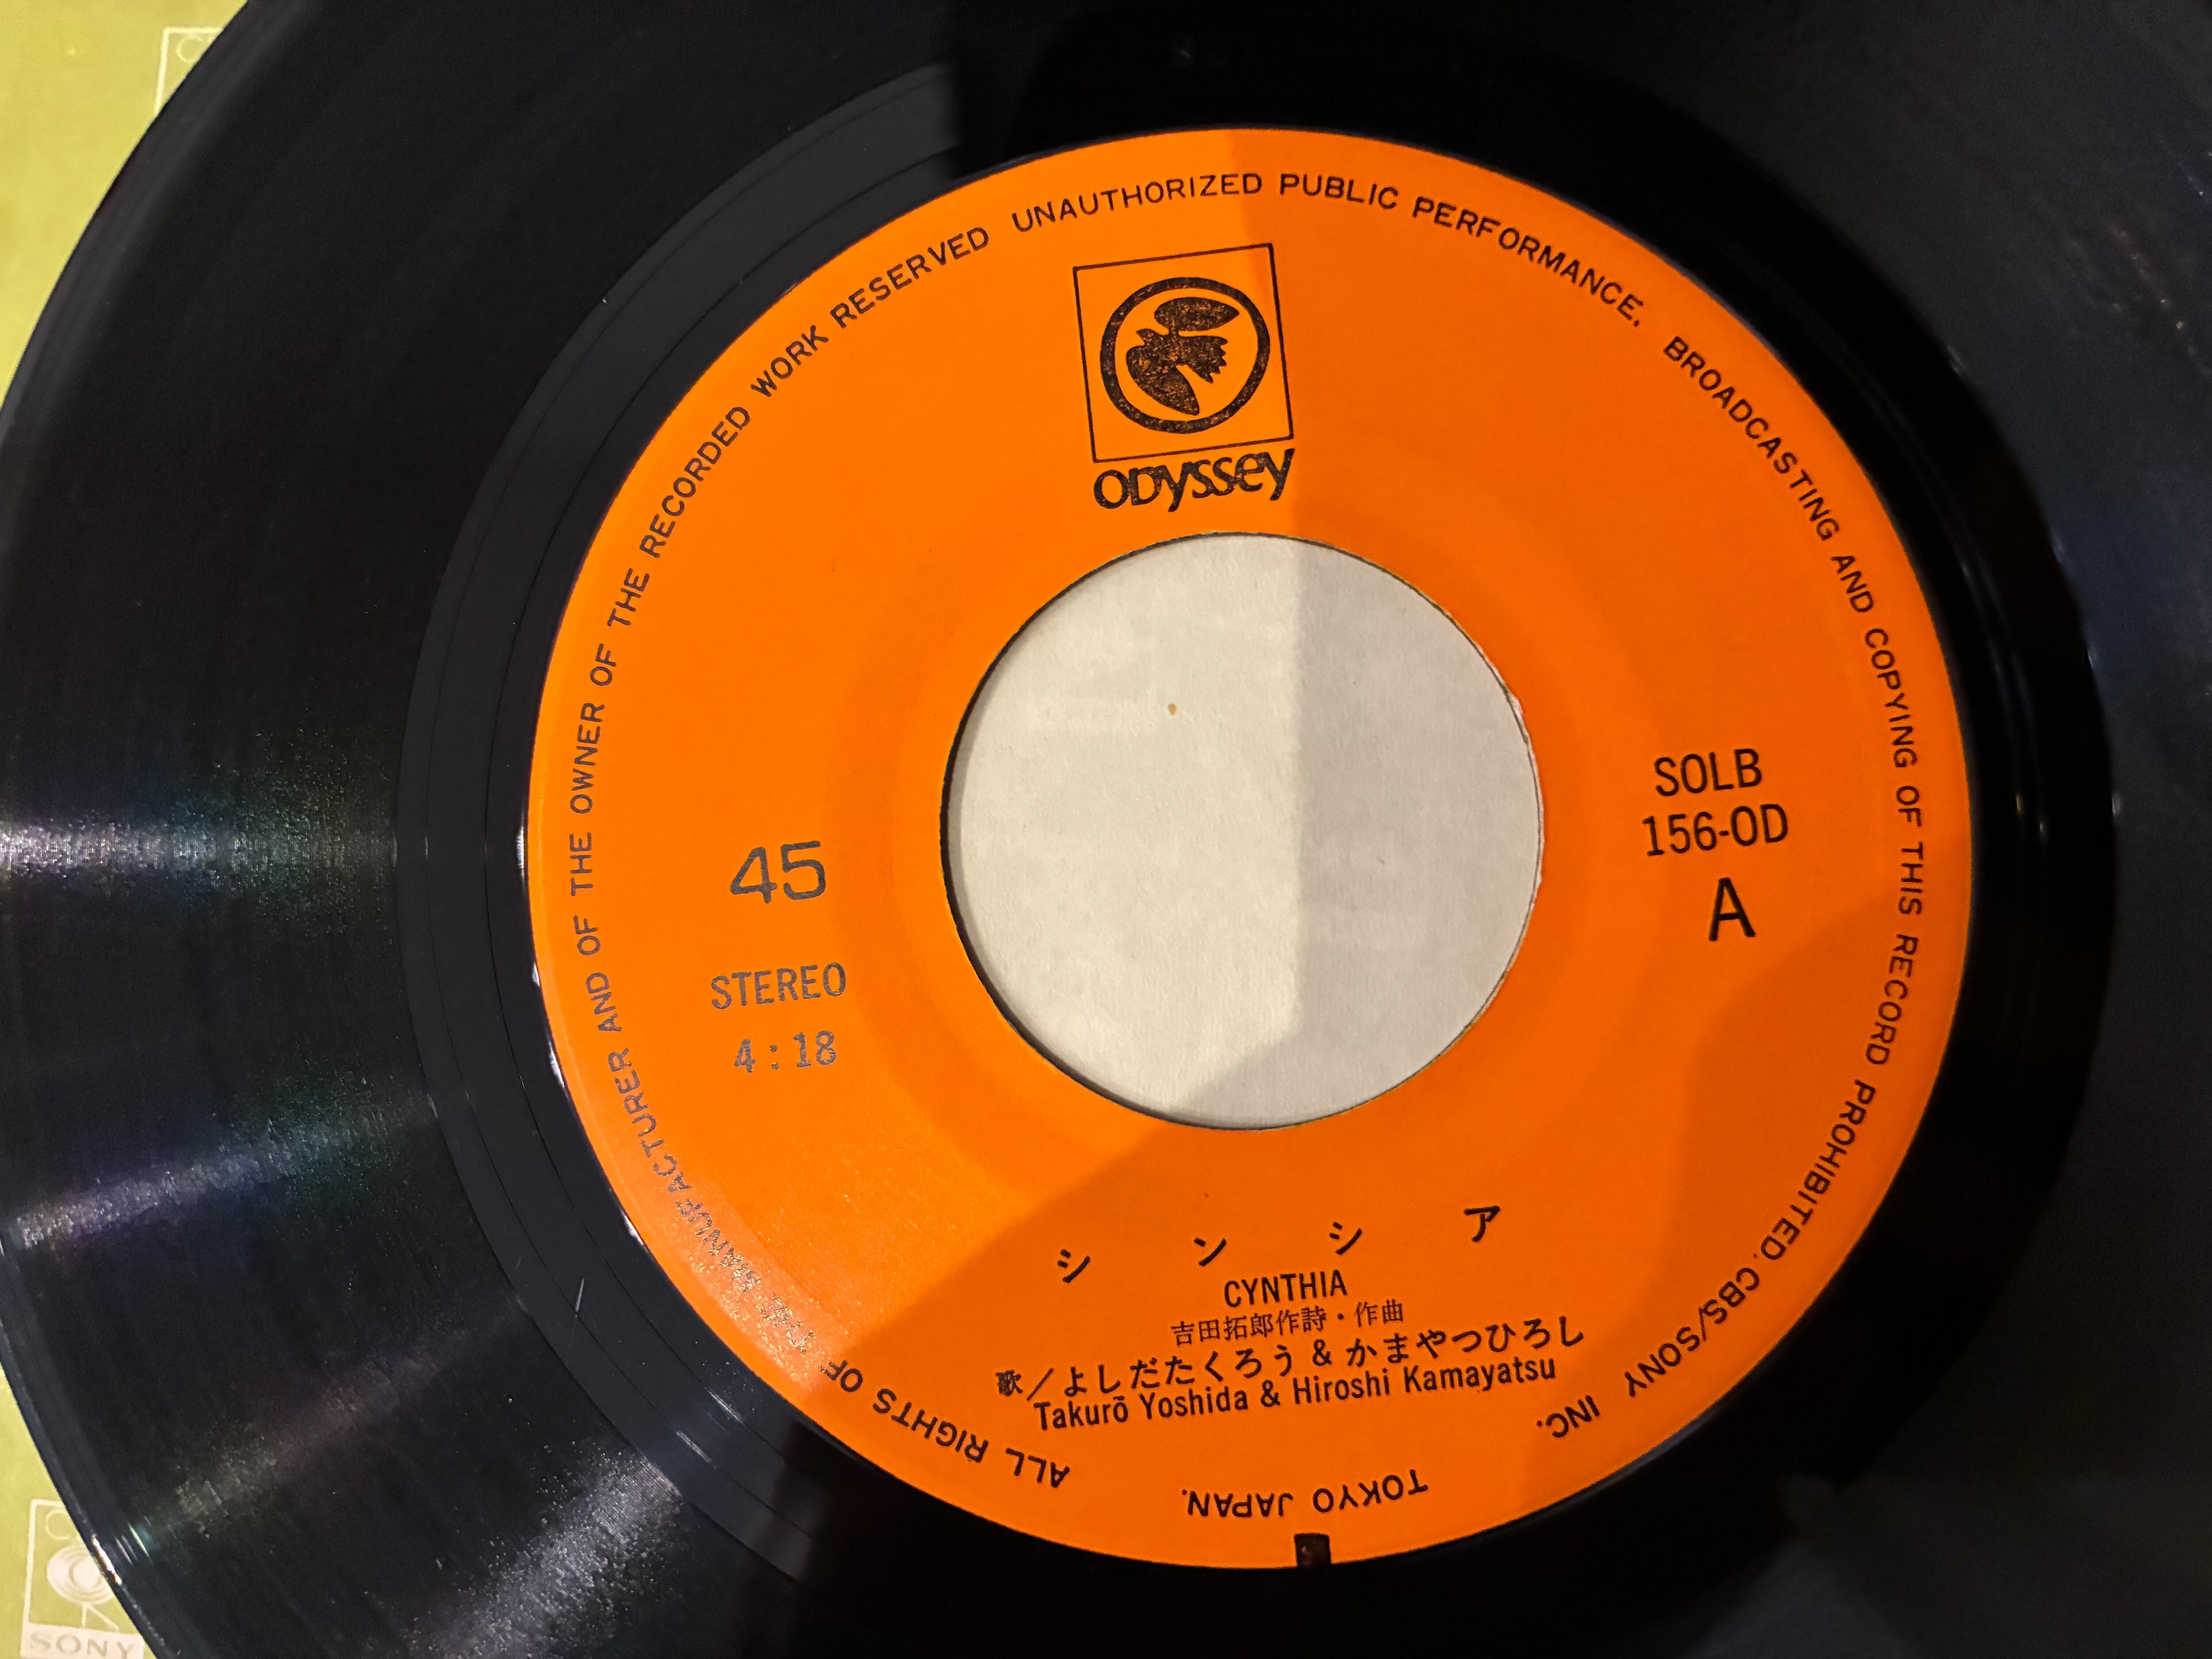 ALL RIGHTS OF THE MANUFACTURER AND OF THE OWNER OF THE RECORDED WORK RESERVED UNAUTHORIZED PUBLIC PERFORMANCE. BROADCASTING AND COPYING OF THIS RECORD PROHIBITED. CBS/SONY INC. TOKYO JAPAN.
ODYSSEY
45
STEREO
4:18
SOLB
156-OD
A
シンシア
CYNTHIA
吉田拓郎作詩・作曲
歌／よしだたくろう & かまやつひろし
Takurō Yoshida & Hiroshi Kamayatsu
SONY